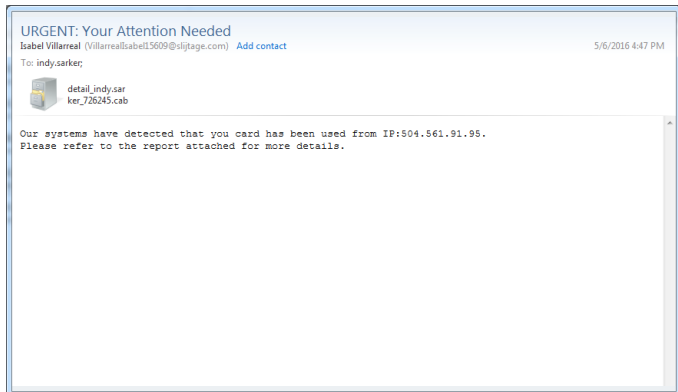 URGENT: Your Attention Needed
Isabel Villarreal (VillarrealIsabel15609@slijtage.com) Add contact 5/6/2016 4:47 PM
To: indy.sarker;
detail_indy.sar
ker_726245.cab
Our systems have detected that you card has been used from IP:504.561.91.95.
Please refer to the report attached for more details.